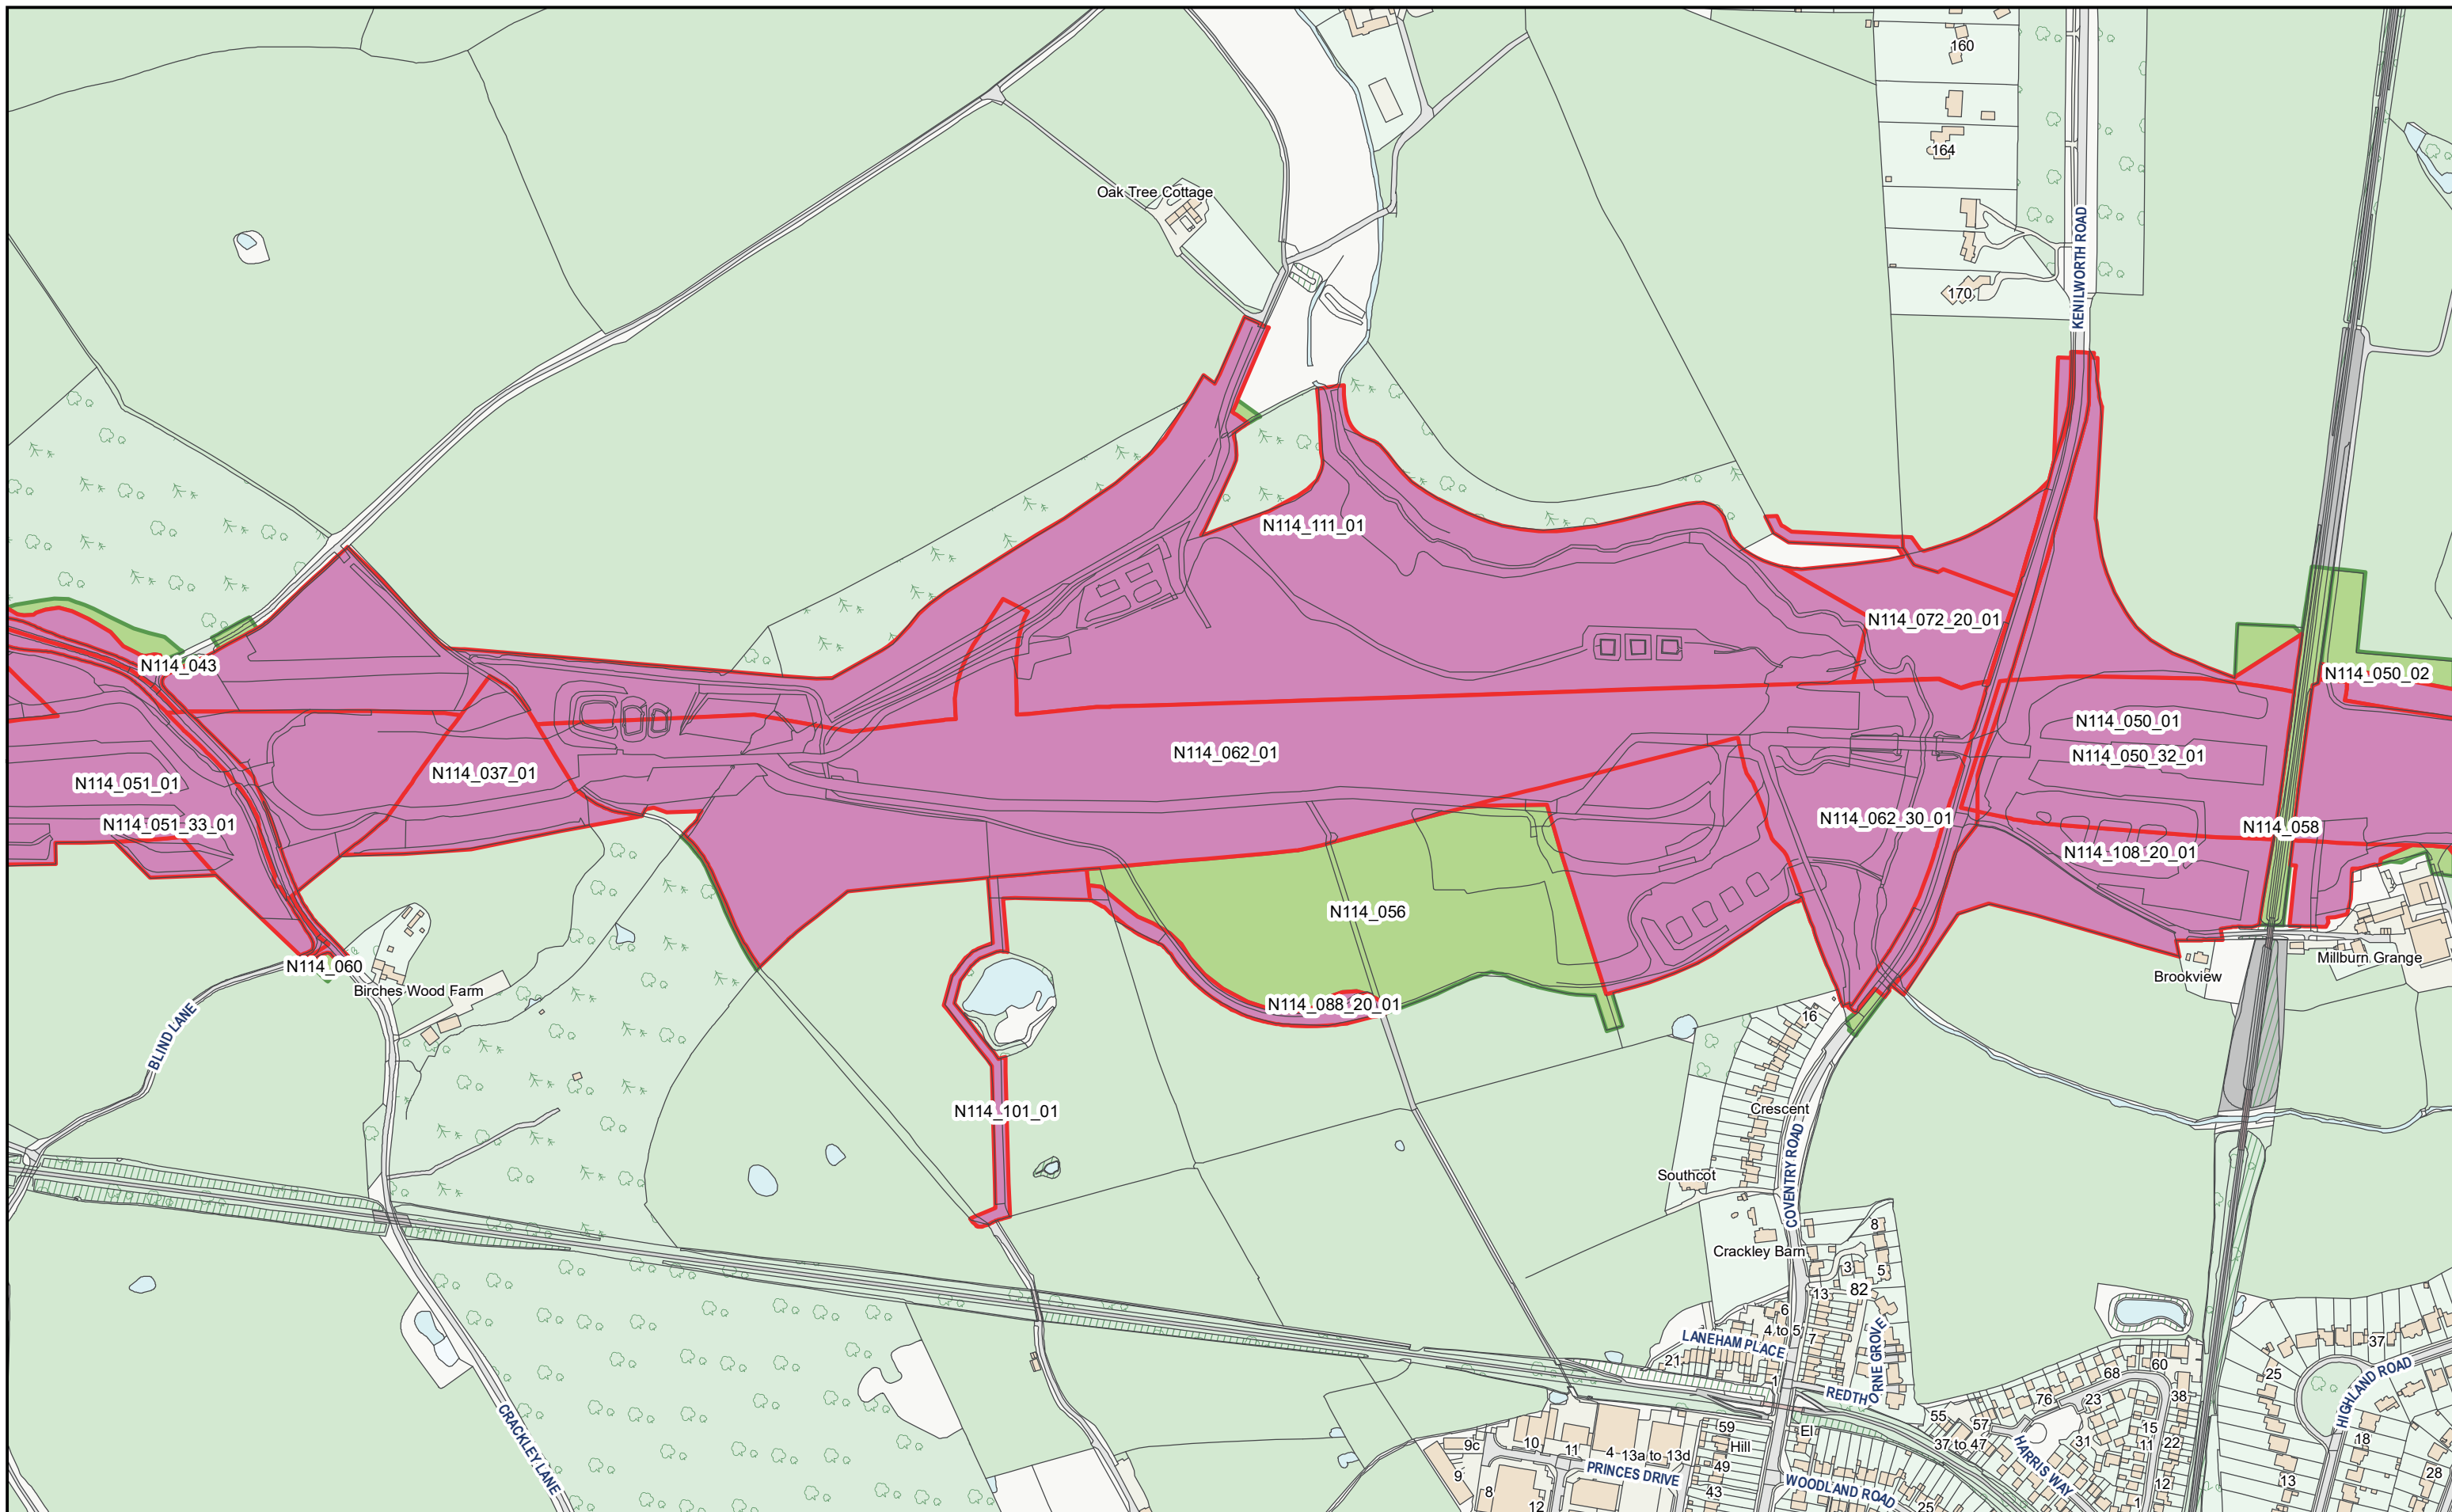 160
164
Oak Tree Cottage
KENILWORTH ROAD
170
N114_111_01
N114_072_20_01
N114_043
N114_050_02
N114_050_01
N114_062_01
N114_050_32_01
N114_037_01
N114_051_01
N114_062_30_01
N114_051_33_01
N114_058
N114_108_20_01
N114_056
Millburn Grange
N114_060
Brookview
Birches Wood Farm
N114_088_20_01
16
BLIND LANE
N114_101_01
Crescent
COVENTRY ROAD
Southcot
8
Crackley Barn
3
5
82
13
6
4 to 5
7
LANEHAM PLACE
21
1
REDTHORNE GROVE
37
60
68
25
38
76
23
HIGHLAND ROAD
55
57
59
El
15
9c
10
11
4
13a to 13d
Hill
37 to 47
31
11
22
18
CRACKLEY LANE
9
PRINCES DRIVE
49
HARRIS WAY
8
43
WOODLAND ROAD
12
13
28
12
25
1